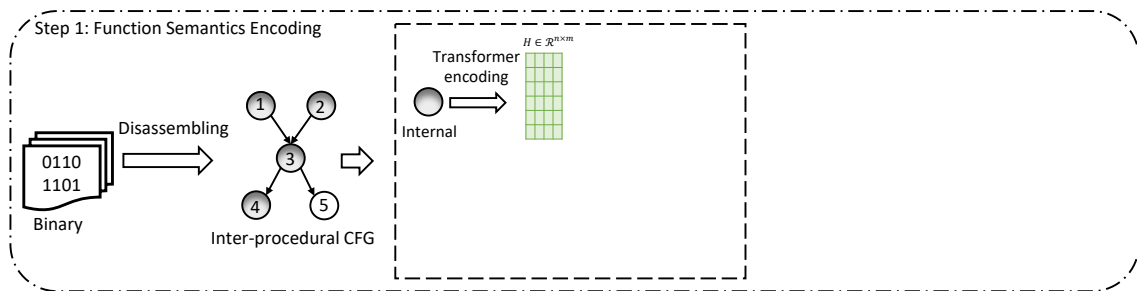 Step 1: Function Semantics Encoding
0110
1101
Binary
Disassembling
1
2
3
4
5
Inter-procedural CFG
Internal
Transformer
encoding
H ∈ ℛⁿˣᵐ